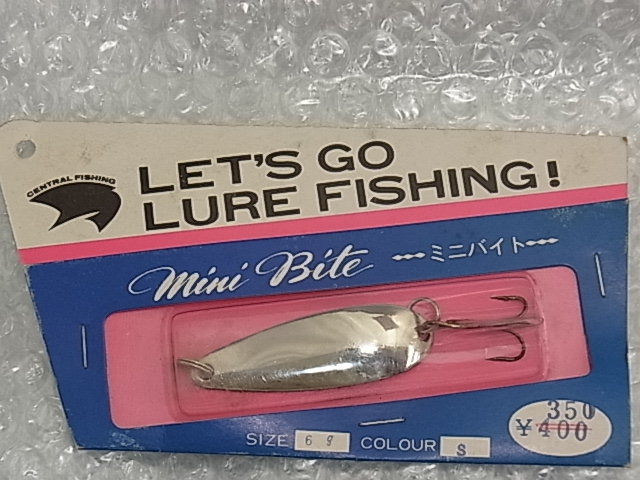 CENTRAL FISHING
LET'S GO
LURE FISHING!
Mini Bite ---ミニバイト---
SIZE 6g COLOUR S
350
¥400